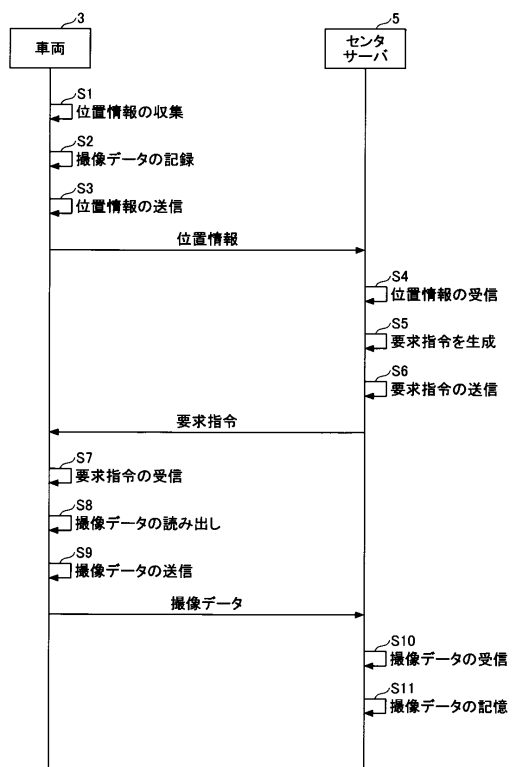 3
車両
5
センタ
サーバ
S1
位置情報の収集
S2
撮像データの記録
S3
位置情報の送信
位置情報
S4
位置情報の受信
S5
要求指令を生成
S6
要求指令の送信
要求指令
S7
要求指令の受信
S8
撮像データの読み出し
S9
撮像データの送信
撮像データ
S10
撮像データの受信
S11
撮像データの記憶